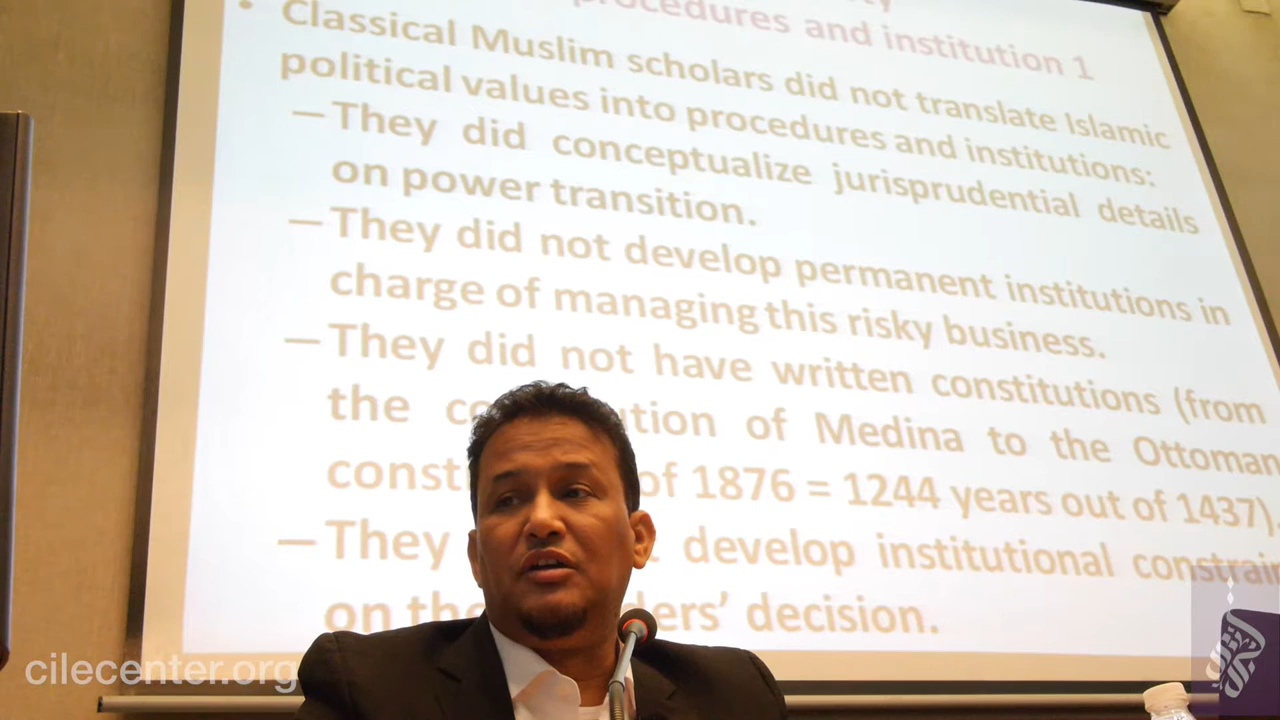 procedures and institution 1
• Classical Muslim scholars did not translate Islamic
political values into procedures and institutions:
—They did conceptualize jurisprudential details
on power transition.
—They did not develop permanent institutions in
charge of managing this risky business.
—They did not have written constitutions (from
the of Medina to the Ottoman
of 1876 = 1244 years out of 1437)
—They develop institutional
on decision.
cilecenter.org